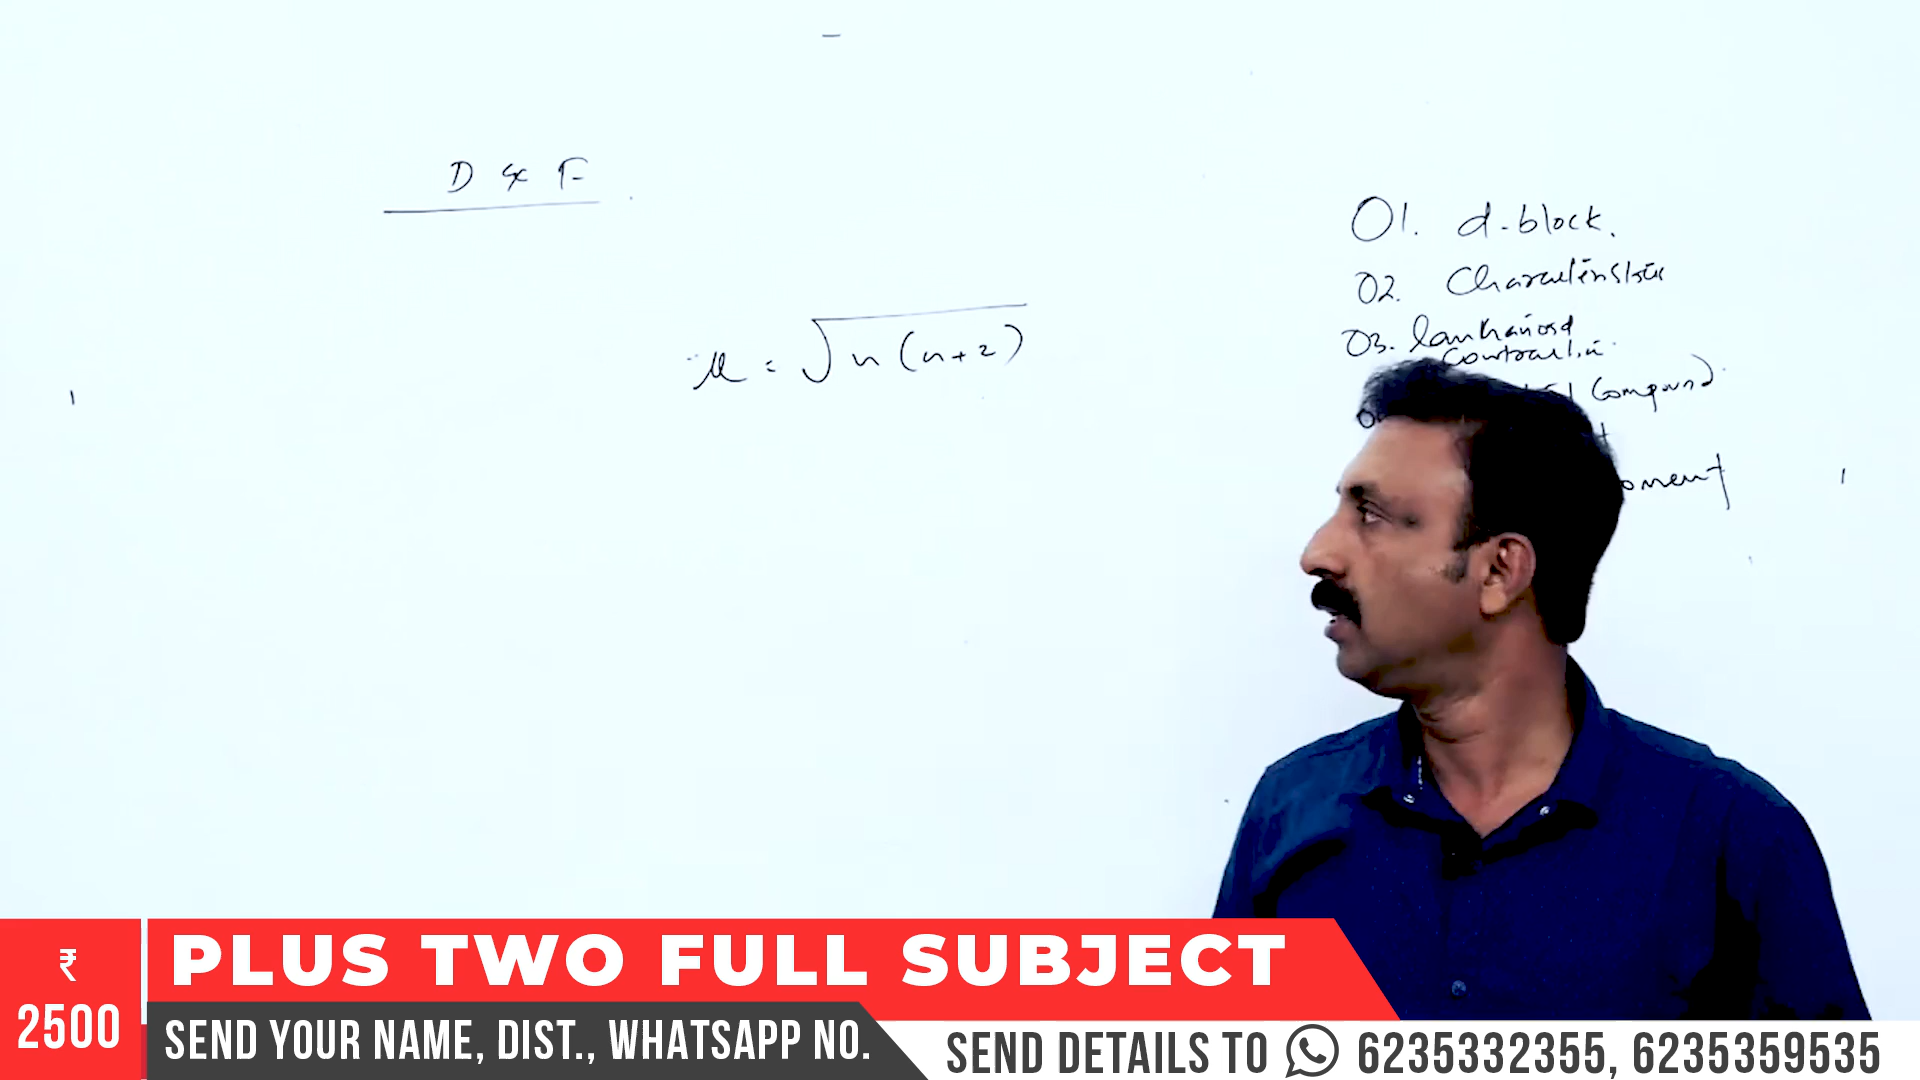 D & F
μ = √n(n+2)
01. d-block.
02. Characteristics
03. lanthanoid
contraction.
Compound
oment
₹
2500
PLUS TWO FULL SUBJECT
SEND YOUR NAME, DIST., WHATSAPP NO.
SEND DETAILS TO 6235332355, 6235359535